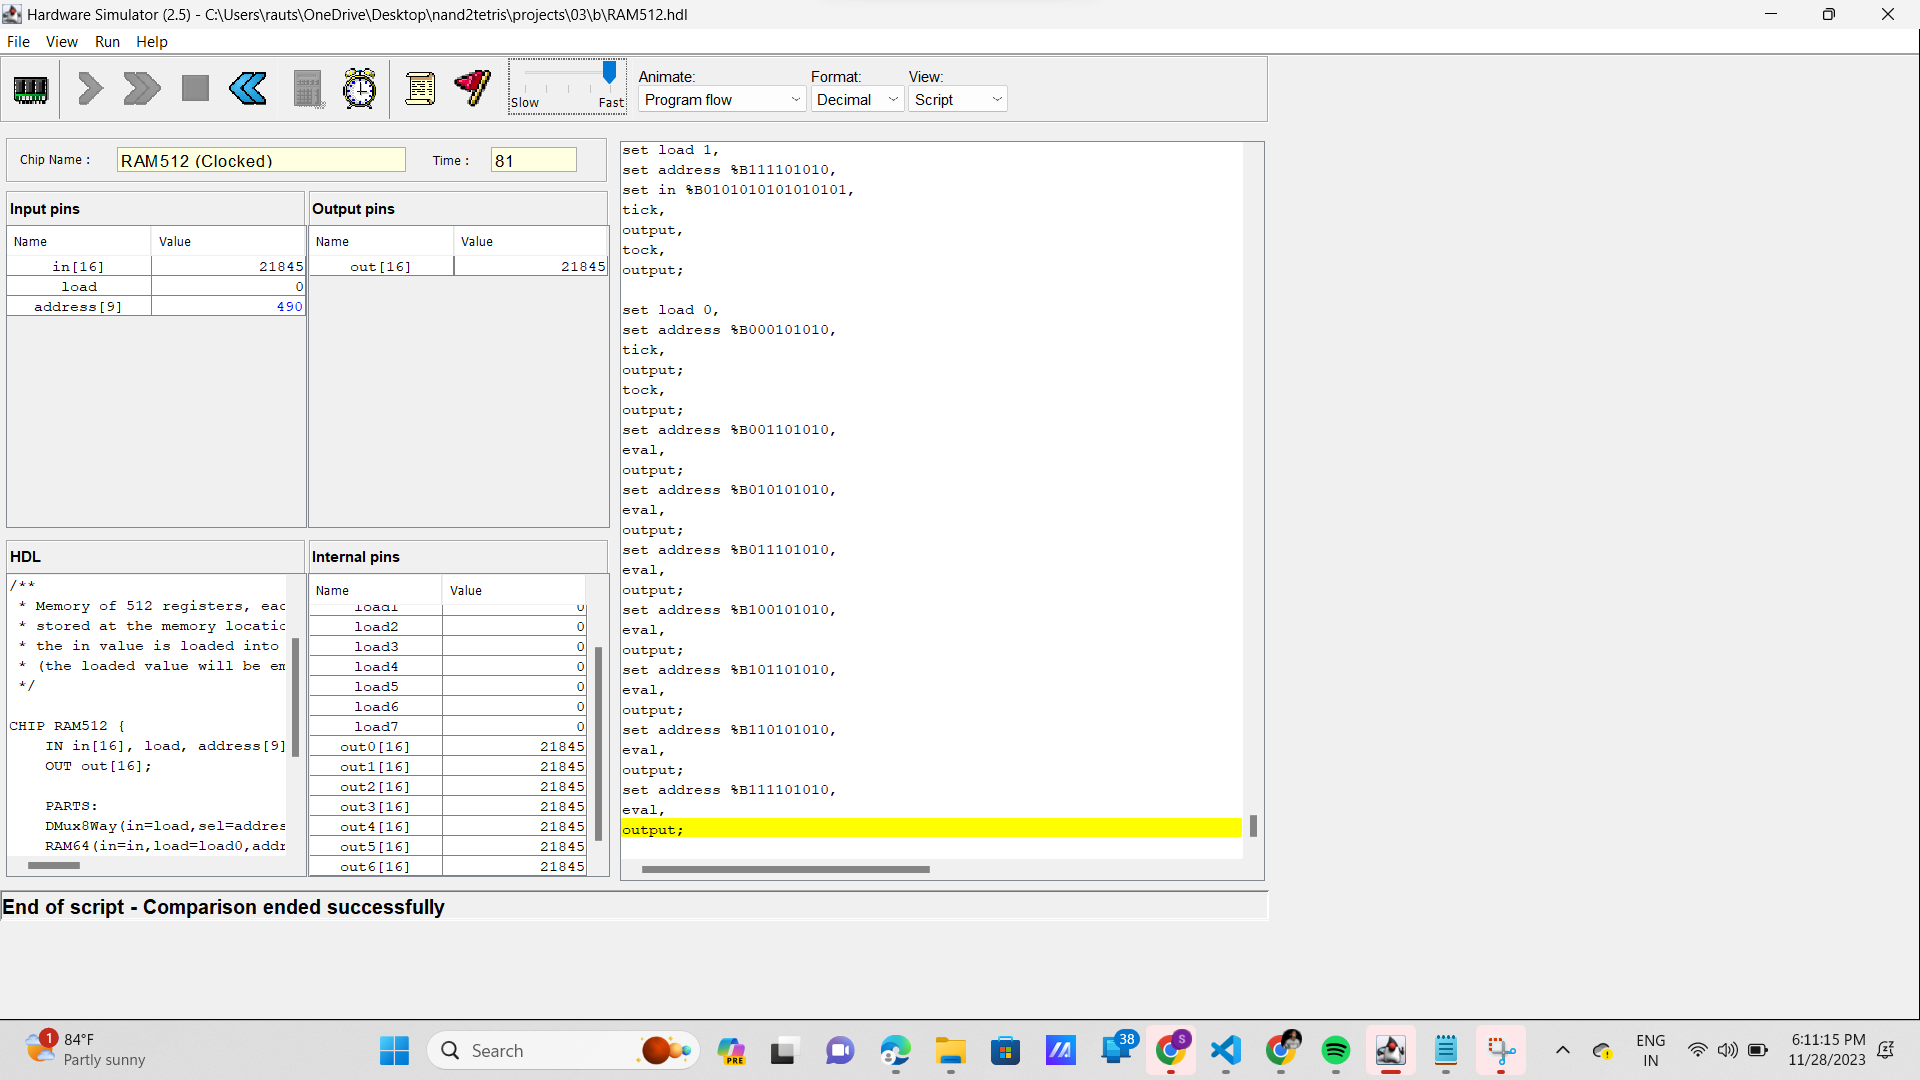 Hardware Simulator (2.5) - C:\Users\rauts\OneDrive\Desktop\nand2tetris\projects\03\b\RAM512.hdl
File View Run Help
Slow Fast
Animate: Format: View:
Program flow Decimal Script
Chip Name : RAM512 (Clocked) Time : 81
Input pins
Name Value
in[16] 21845
load 0
address[9] 490
Output pins
Name Value
out[16] 21845
HDL
/**
* Memory of 512 registers, eac
* stored at the memory locatic
* the in value is loaded into
* (the loaded value will be em
*/
CHIP RAM512 {
IN in[16], load, address[9]
OUT out[16];
PARTS:
DMux8Way(in=load,sel=addres
RAM64(in=in,load=load0,addr
Internal pins
Name Value
load1 0
load2 0
load3 0
load4 0
load5 0
load6 0
load7 0
out0[16] 21845
out1[16] 21845
out2[16] 21845
out3[16] 21845
out4[16] 21845
out5[16] 21845
out6[16] 21845
set load 1,
set address %B111101010,
set in %B0101010101010101,
tick,
output,
tock,
output;
set load 0,
set address %B000101010,
tick,
output;
tock,
output;
set address %B001101010,
eval,
output;
set address %B010101010,
eval,
output;
set address %B011101010,
eval,
output;
set address %B100101010,
eval,
output;
set address %B101101010,
eval,
output;
set address %B110101010,
eval,
output;
set address %B111101010,
eval,
output;
End of script - Comparison ended successfully
1
84°F
Partly sunny
Search
PRE
38
S
ENG
IN
6:11:15 PM
11/28/2023